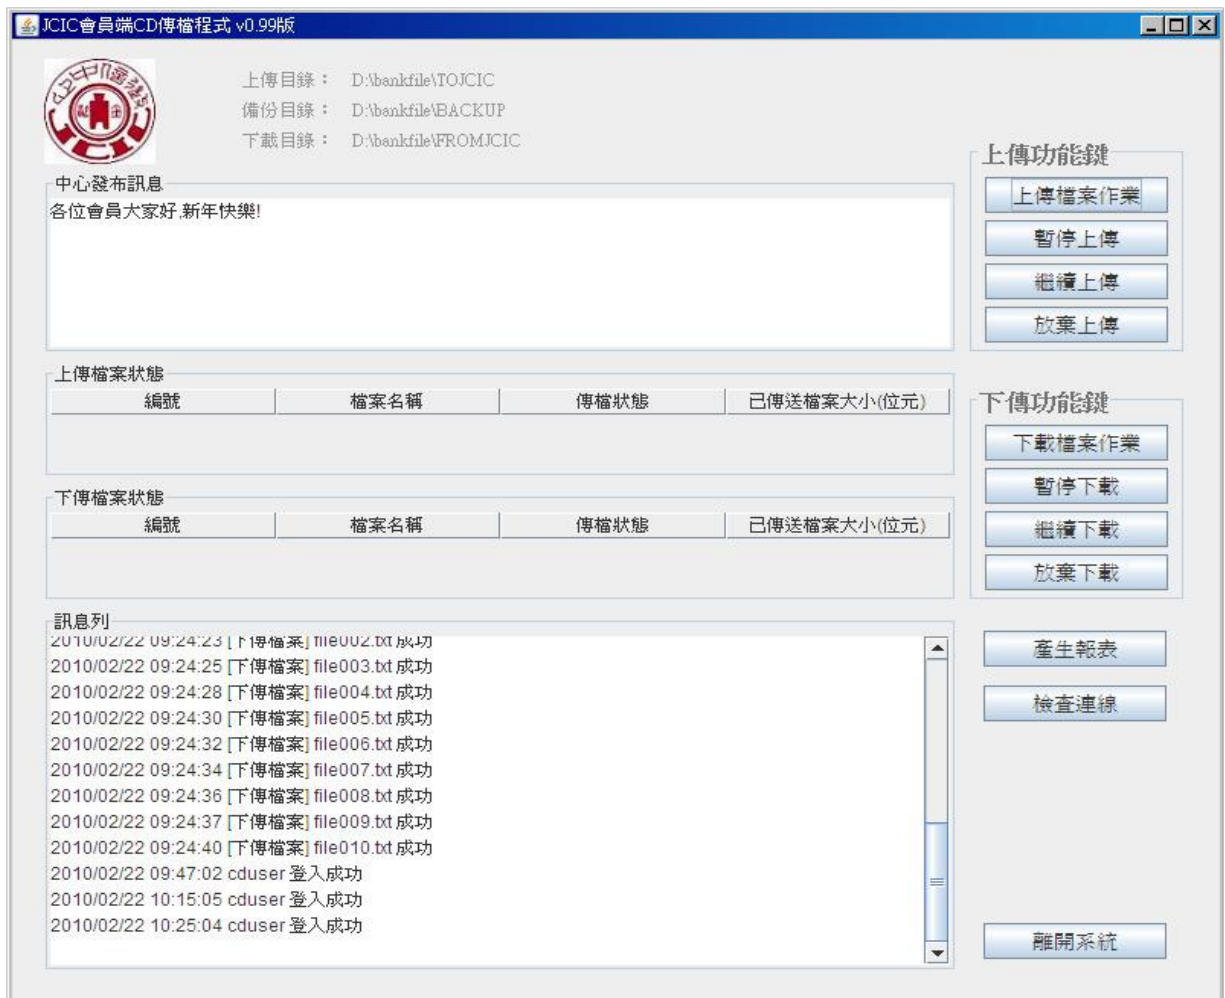 JCIC會員端CD傳檔程式 v0.99版
上傳目錄： D:\bankfile\TOJCIC
備份目錄： D:\bankfile\BACKUP
下載目錄： D:\bankfile\FROMJCIC
中心發布訊息
各位會員大家好,新年快樂!
上傳功能鍵
上傳檔案作業
暫停上傳
繼續上傳
放棄上傳
上傳檔案狀態
編號 檔案名稱 傳檔狀態 已傳送檔案大小(位元)
下傳功能鍵
下載檔案作業
暫停下載
繼續下載
放棄下載
下傳檔案狀態
編號 檔案名稱 傳檔狀態 已傳送檔案大小(位元)
訊息列
2010/02/22 09:24:23 [下傳檔案] file002.txt 成功
2010/02/22 09:24:25 [下傳檔案] file003.txt 成功
2010/02/22 09:24:28 [下傳檔案] file004.txt 成功
2010/02/22 09:24:30 [下傳檔案] file005.txt 成功
2010/02/22 09:24:32 [下傳檔案] file006.txt 成功
2010/02/22 09:24:34 [下傳檔案] file007.txt 成功
2010/02/22 09:24:36 [下傳檔案] file008.txt 成功
2010/02/22 09:24:37 [下傳檔案] file009.txt 成功
2010/02/22 09:24:40 [下傳檔案] file010.txt 成功
2010/02/22 09:47:02 cduser 登入成功
2010/02/22 10:15:05 cduser 登入成功
2010/02/22 10:25:04 cduser 登入成功
產生報表
檢查連線
離開系統